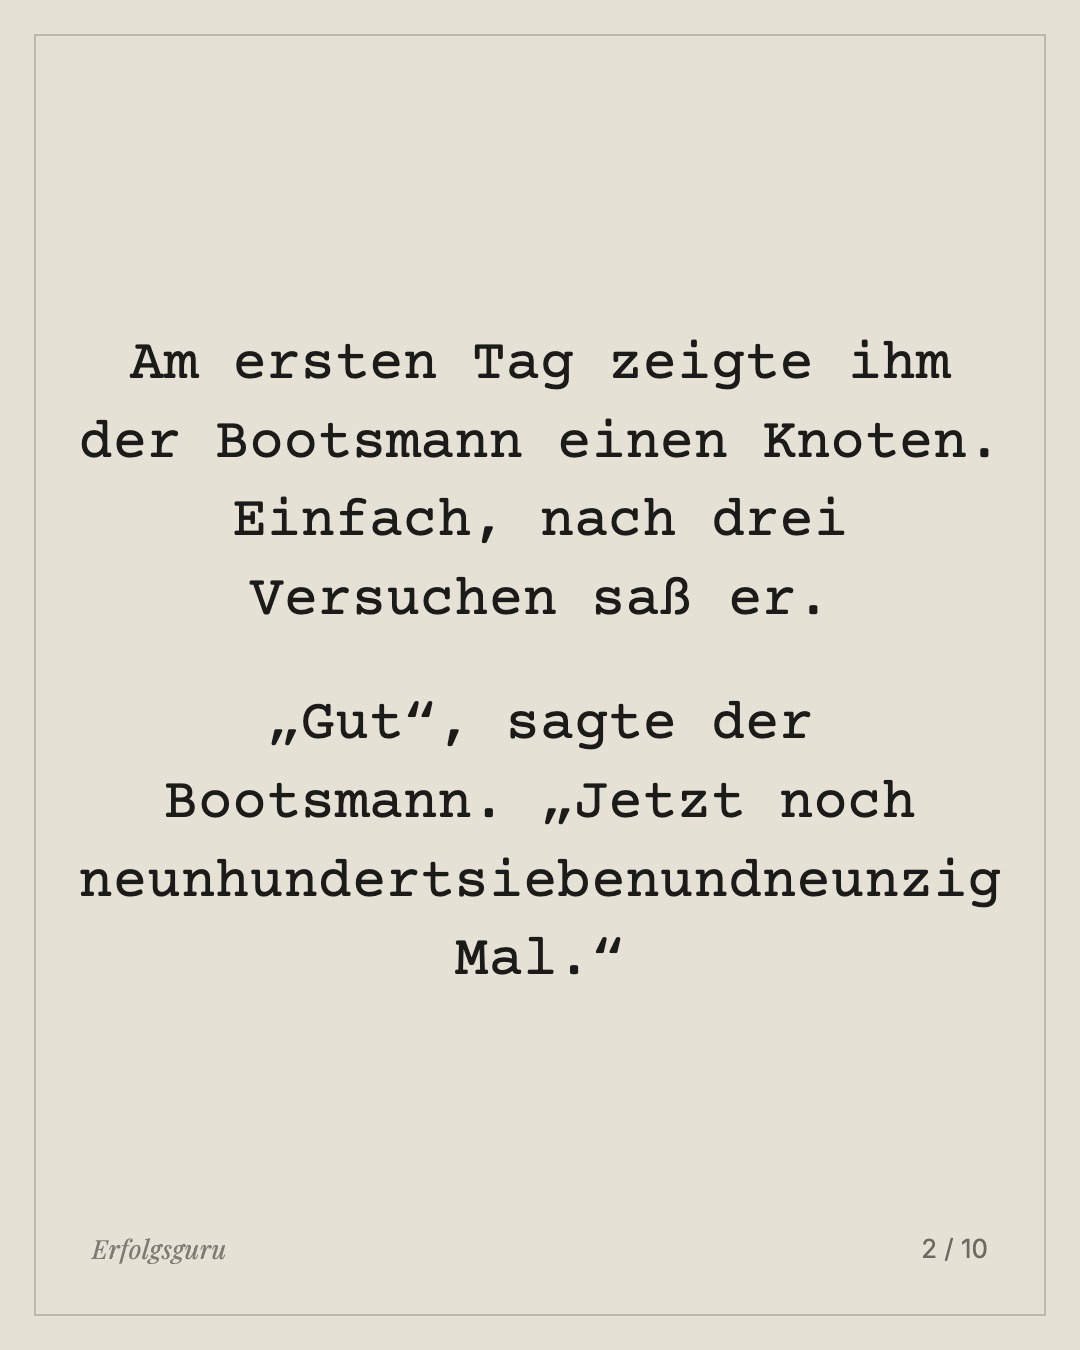 Am ersten Tag zeigte ihm
der Bootsmann einen Knoten.
Einfach, nach drei
Versuchen saß er.
„Gut“, sagte der
Bootsmann. „Jetzt noch
neunhundertsiebenundneunzig
Mal.“
Erfolgsguru
2 / 10